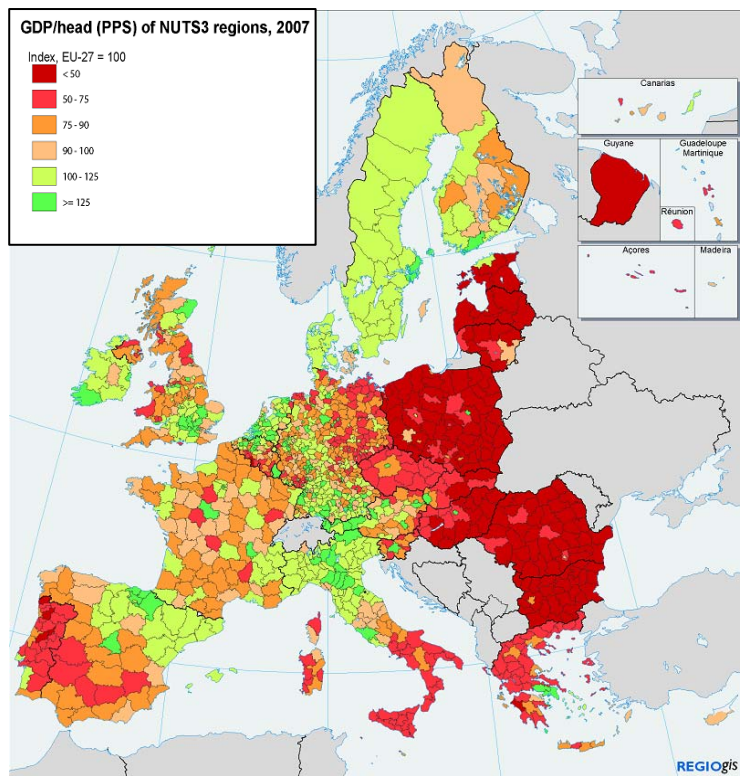 GDP/head (PPS) of NUTS3 regions, 2007
Index, EU-27 = 100
< 50
50 - 75
75 - 90
90 - 100
100 - 125
>= 125
Canarias
Guyane
Guadeloupe
Martinique
Réunion
Açores
Madeira
REGIOgis